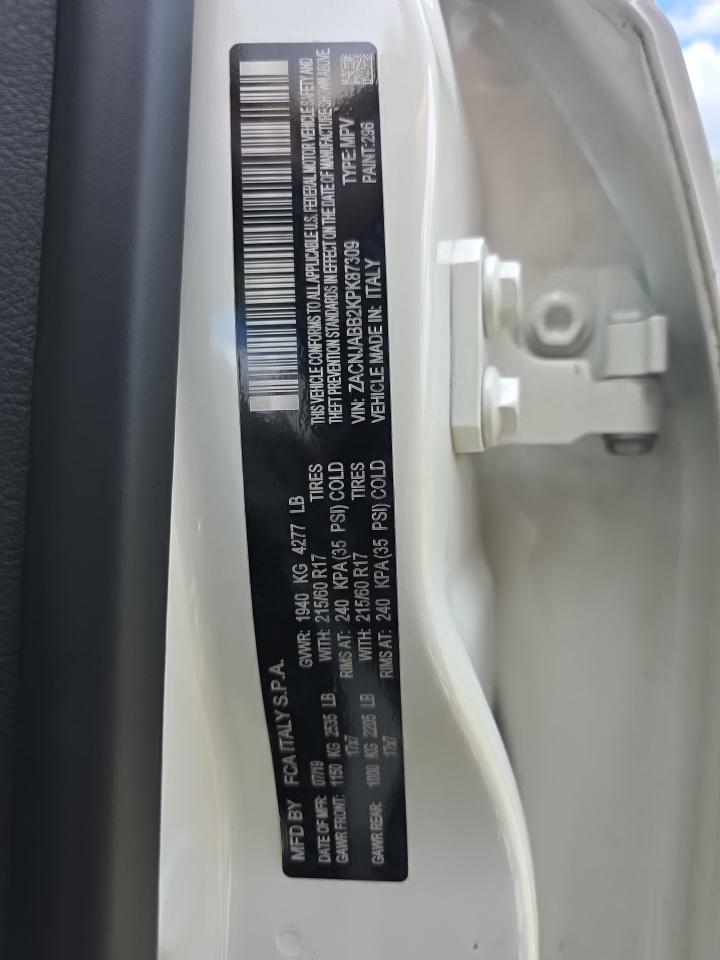 MFD BY FCA ITALY S.P.A.
DATE OF MFR: 07/19 GVWR: 1940 KG 4277 LB
GAWR FRONT: 1150 KG 2535 LB WITH: 215/60 R17 TIRES
17x7 RIMS AT: 240 KPA(35 PSI) COLD
GAWR REAR: 1000 KG 2205 LB WITH: 215/60 R17 TIRES
17x7 RIMS AT: 240 KPA(35 PSI) COLD
THIS VEHICLE CONFORMS TO ALL APPLICABLE U.S. FEDERAL MOTOR VEHICLE SAFETY AND
THEFT PREVENTION STANDARDS IN EFFECT ON THE DATE OF MANUFACTURE SHOWN ABOVE.
VIN: ZACNJABB2KPK87309 TYPE:MPV
VEHICLE MADE IN: ITALY PAINT:296